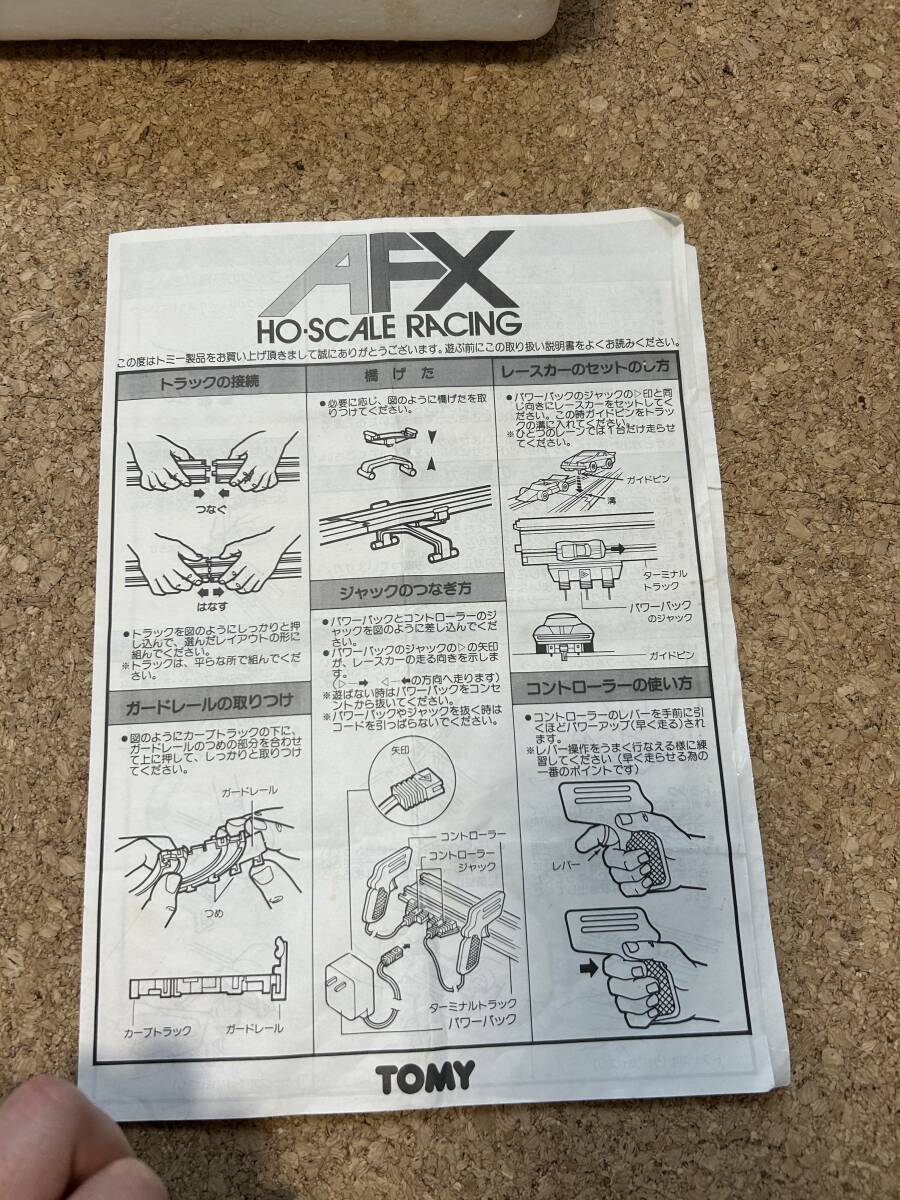 AFX
HO·SCALE RACING
この度はトミー製品をお買い上げ頂きまして誠にありがとうございます。遊ぶ前にこの取り扱い説明書をよくお読みください。
トラックの接続
つなぐ
はなす
●トラックを図のようにしっかりと押
し込んで、選んだレイアウトの形に
組んでください。
※トラックは、平らな所で組んでくだ
さい。
ガードレールの取りつけ
●図のようにカーブトラックの下に、
ガードレールのつめの部分を合わせ
て上に押して、しっかりと取りつけ
てください。
ガードレール
つめ
カーブトラック
ガードレール
橋げた
●必要に応じ、図のように橋げたを取
りつけてください。
ジャックのつなぎ方
●パワーパックとコントローラーのジ
ャックを図のように差し込んでくだ
さい。
●パワーパックのジャックの▷の矢印
が、レースカーの走る向きを示しま
す。
(▷─➡ ◁─⬅の方向へ走ります)
※遊ばない時はパワーパックをコンセ
ントから抜いてください。
※パワーパックやジャックを抜く時は
コードを引っぱらないでください。
矢印
コントローラー
コントローラー
ジャック
ターミナルトラック
パワーパック
レースカーのセットのし方
●パワーパックのジャックの▷印と同
じ向きにレースカーをセットしてく
ださい。この時ガイドピンをトラッ
クの溝に入れてください。
※ひとつのレーンでは1台だけ走らせ
てください。
ガイドピン
溝
ターミナル
トラック
パワーパック
のジャック
ガイドピン
コントローラーの使い方
●コントローラーのレバーを手前に引
くほどパワーアップ(早く走る)され
ます。
※レバー操作をうまく行なえる様に練
習してください(早く走らせる為の
一番のポイントです)
レバー
TOMY